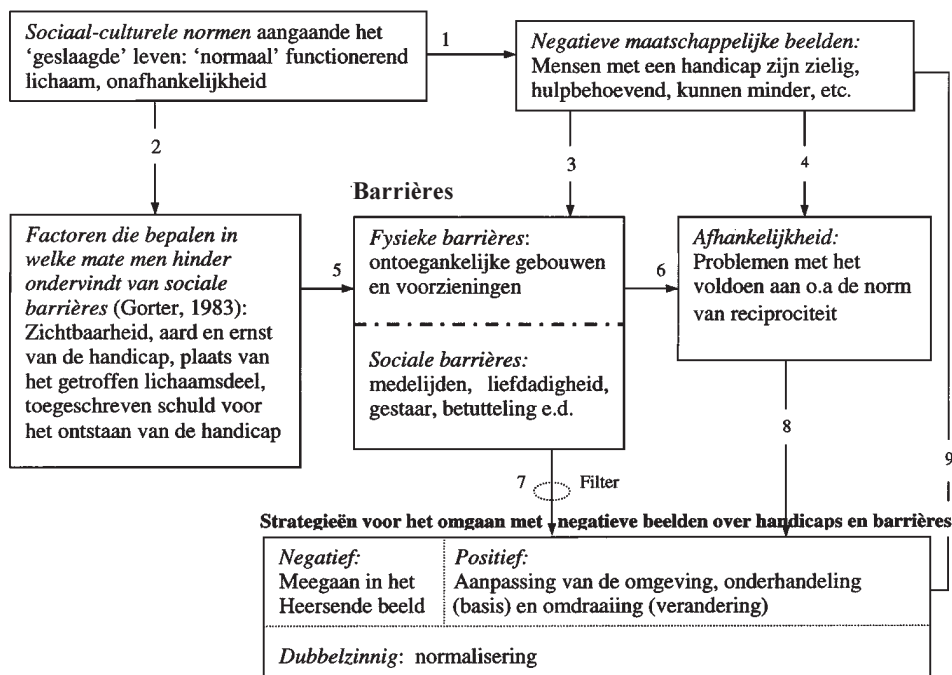 Sociaal-culturele normen aangaande het
‘geslaagde’ leven: ‘normaal’ functionerend
lichaam, onafhankelijkheid
1
Negatieve maatschappelijke beelden:
Mensen met een handicap zijn zielig,
hulpbehoevend, kunnen minder, etc.
2
3
4
Barrières
Factoren die bepalen in
welke mate men hinder
ondervindt van sociale
barrières (Gorter, 1983):
Zichtbaarheid, aard en ernst
van de handicap, plaats van
het getroffen lichaamsdeel,
toegeschreven schuld voor
het ontstaan van de handicap
5
Fysieke barrières:
ontoegankelijke gebouwen
en voorzieningen
Sociale barrières:
medelijden, liefdadigheid,
gestaar, betutteling e.d.
6
Afhankelijkheid:
Problemen met het
voldoen aan o.a de norm
van reciprociteit
7
Filter
8
9
Strategieën voor het omgaan met negatieve beelden over handicaps en barrières
Negatief:
Meegaan in het
Heersende beeld
Positief:
Aanpassing van de omgeving, onderhandeling
(basis) en omdraaiing (verandering)
Dubbelzinnig: normalisering